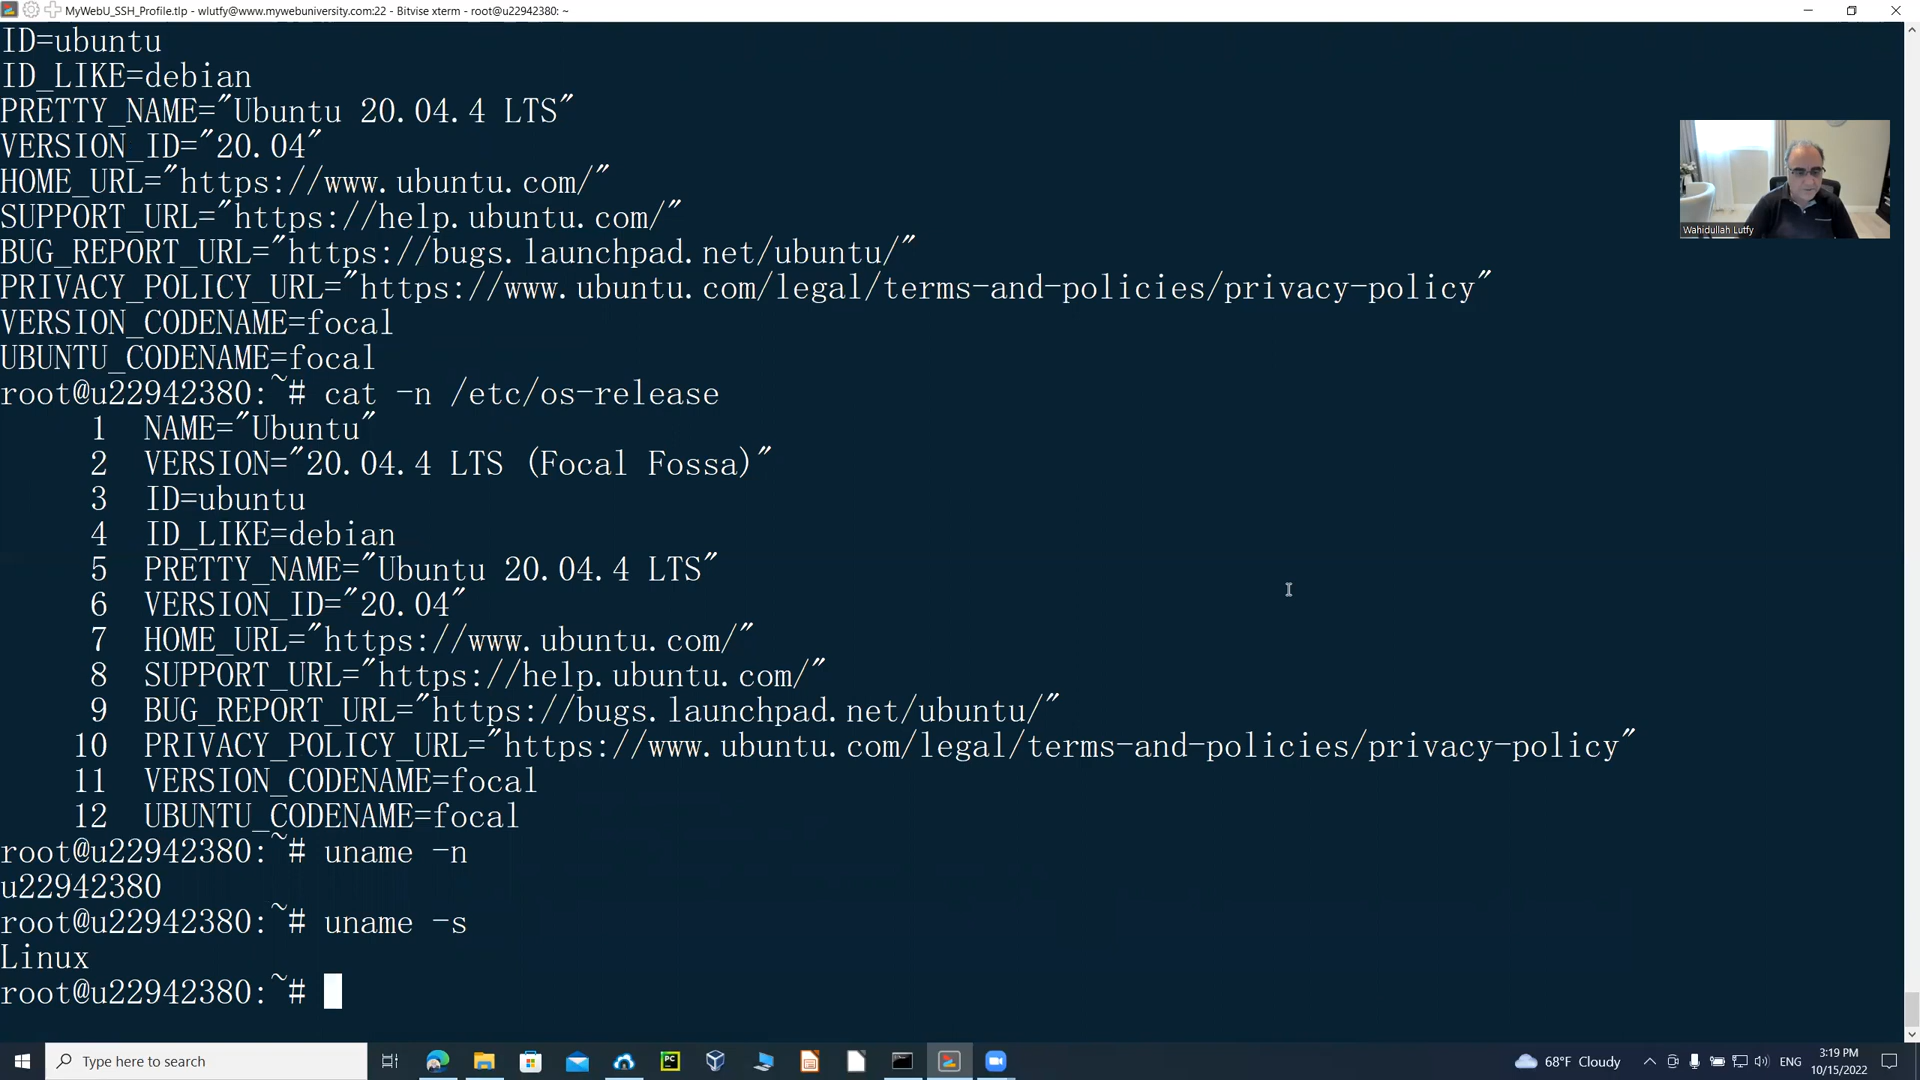 MyWebU_SSH_Profile.tlp - wlutfy@www.mywebuniversity.com:22 - Bitvise xterm - root@u22942380: ~
ID=ubuntu
ID_LIKE=debian
PRETTY_NAME="Ubuntu 20.04.4 LTS"
VERSION_ID="20.04"
HOME_URL="https://www.ubuntu.com/"
SUPPORT_URL="https://help.ubuntu.com/"
BUG_REPORT_URL="https://bugs.launchpad.net/ubuntu/"
PRIVACY_POLICY_URL="https://www.ubuntu.com/legal/terms-and-policies/privacy-policy"
VERSION_CODENAME=focal
UBUNTU_CODENAME=focal
root@u22942380:~# cat -n /etc/os-release
1 NAME="Ubuntu"
2 VERSION="20.04.4 LTS (Focal Fossa)"
3 ID=ubuntu
4 ID_LIKE=debian
5 PRETTY_NAME="Ubuntu 20.04.4 LTS"
6 VERSION_ID="20.04"
7 HOME_URL="https://www.ubuntu.com/"
8 SUPPORT_URL="https://help.ubuntu.com/"
9 BUG_REPORT_URL="https://bugs.launchpad.net/ubuntu/"
10 PRIVACY_POLICY_URL="https://www.ubuntu.com/legal/terms-and-policies/privacy-policy"
11 VERSION_CODENAME=focal
12 UBUNTU_CODENAME=focal
root@u22942380:~# uname -n
u22942380
root@u22942380:~# uname -s
Linux
root@u22942380:~#
Wahidullah Lutfy
Type here to search
PC
68°F Cloudy
ENG
3:19 PM
10/15/2022